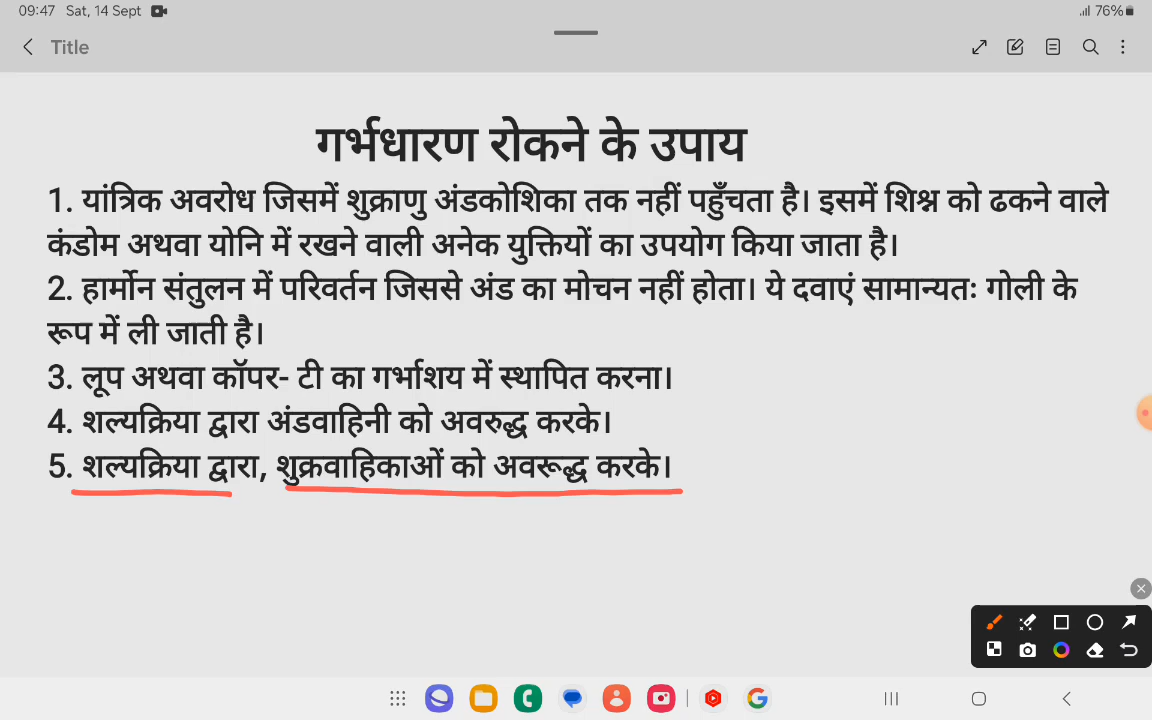 09:47 Sat, 14 Sept 76%
Title
गर्भधारण रोकने के उपाय
1. यांत्रिक अवरोध जिसमें शुक्राणु अंडकोशिका तक नहीं पहुँचता है। इसमें शिश्न को ढकने वाले
कंडोम अथवा योनि में रखने वाली अनेक युक्तियों का उपयोग किया जाता है।
2. हार्मोन संतुलन में परिवर्तन जिससे अंड का मोचन नहीं होता। ये दवाएं सामान्यतः गोली के
रूप में ली जाती है।
3. लूप अथवा कॉपर- टी का गर्भाशय में स्थापित करना।
4. शल्यक्रिया द्वारा अंडवाहिनी को अवरुद्ध करके।
5. शल्यक्रिया द्वारा, शुक्रवाहिकाओं को अवरूद्ध करके।